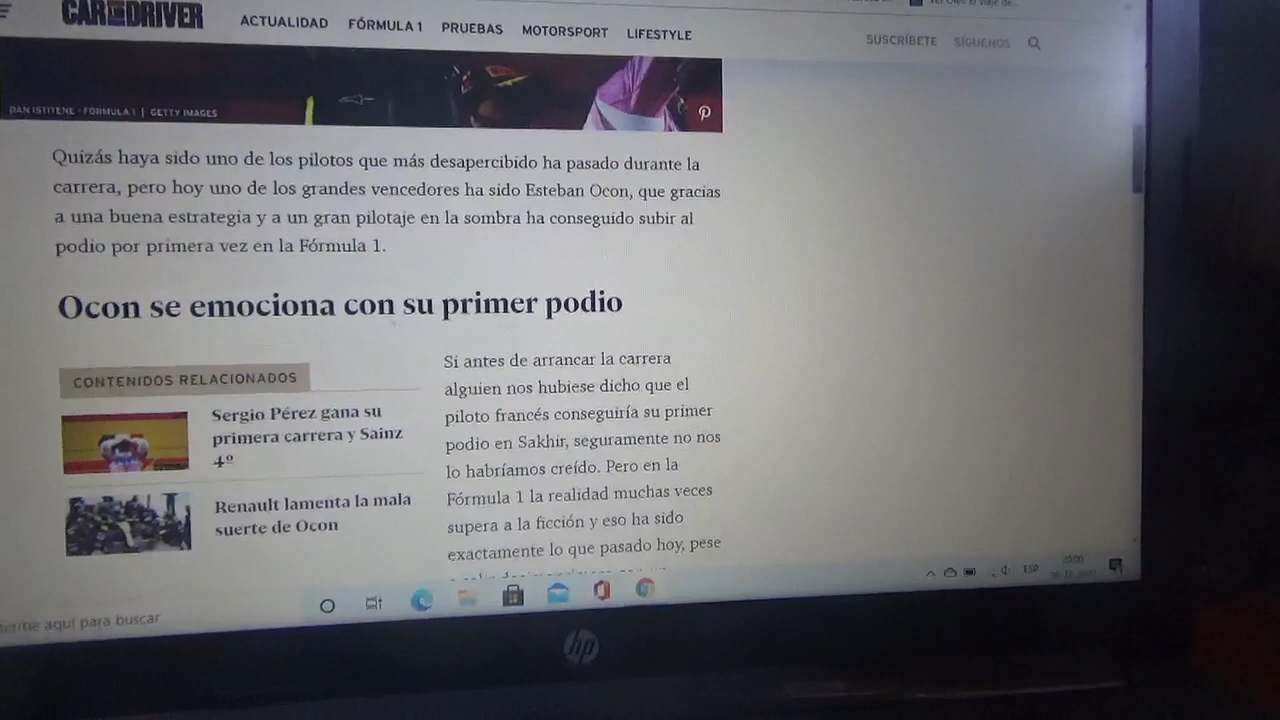 CAR AND DRIVER
ACTUALIDAD FÓRMULA 1 PRUEBAS MOTORSPORT LIFESTYLE
SUSCRÍBETE SÍGUENOS
DAN ISTITENE - FORMULA 1 | GETTY IMAGES
Quizás haya sido uno de los pilotos que más desapercibido ha pasado durante la
carrera, pero hoy uno de los grandes vencedores ha sido Esteban Ocon, que gracias
a una buena estrategia y a un gran pilotaje en la sombra ha conseguido subir al
podio por primera vez en la Fórmula 1.
Ocon se emociona con su primer podio
CONTENIDOS RELACIONADOS
Sergio Pérez gana su
primera carrera y Sainz
4º
Renault lamenta la mala
suerte de Ocon
Si antes de arrancar la carrera
alguien nos hubiese dicho que el
piloto francés conseguiría su primer
podio en Sakhir, seguramente no nos
lo habríamos creído. Pero en la
Fórmula 1 la realidad muchas veces
supera a la ficción y eso ha sido
exactamente lo que pasado hoy, pese
aquí para buscar
ESP
hp